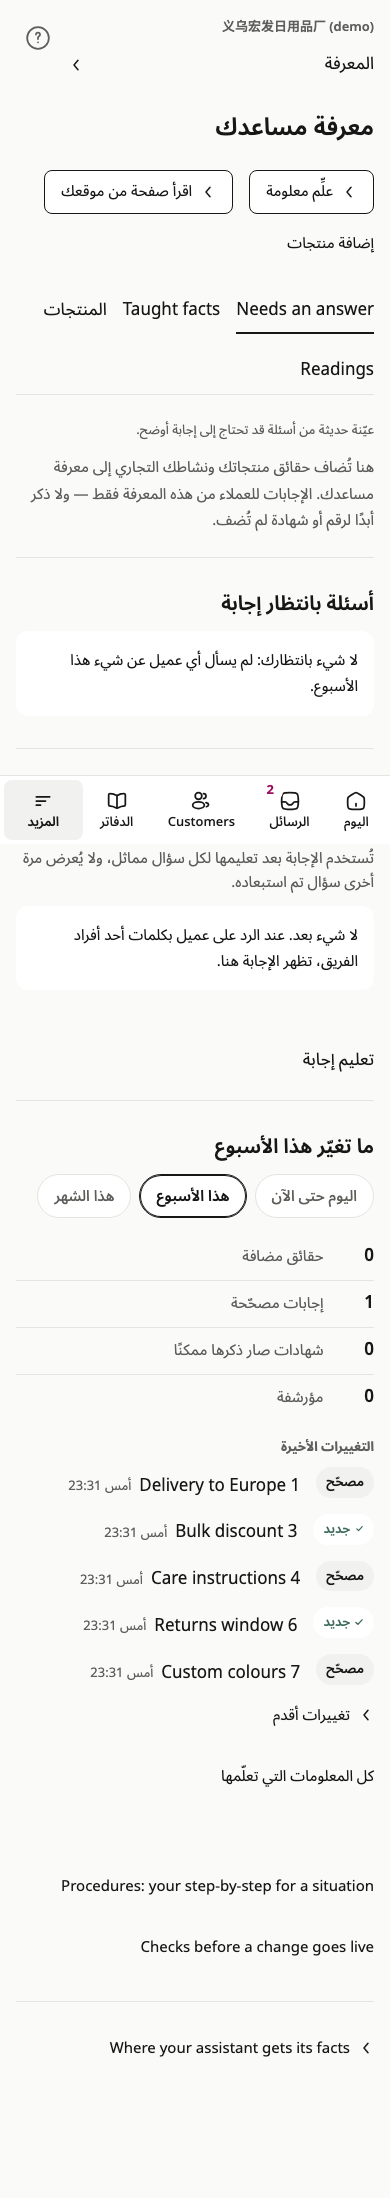 义乌宏发日用品厂 (demo)
المعرفة
معرفة مساعدك
علِّم معلومة
اقرأ صفحة من موقعك
إضافة منتجات
Needs an answer
Taught facts
المنتجات
Readings
عيّنة حديثة من أسئلة قد تحتاج إلى إجابة أوضح.
هنا تُضاف حقائق منتجاتك ونشاطك التجاري إلى معرفة
مساعدك. الإجابات للعملاء من هذه المعرفة فقط — ولا ذكر
أبدًا لرقم أو شهادة لم تُضف.
أسئلة بانتظار إجابة
لا شيء بانتظارك: لم يسأل أي عميل عن شيء هذا
الأسبوع.
اليوم
2
الرسائل
Customers
الدفاتر
المزيد
تُستخدم الإجابة بعد تعليمها لكل سؤال مماثل، ولا يُعرض مرة
أخرى سؤال تم استبعاده.
لا شيء بعد. عند الرد على عميل بكلمات أحد أفراد
الفريق، تظهر الإجابة هنا.
تعليم إجابة
ما تغيّر هذا الأسبوع
اليوم حتى الآن
هذا الأسبوع
هذا الشهر
0 حقائق مضافة
1 إجابات مصحّحة
0 شهادات صار ذكرها ممكنًا
0 مؤرشفة
التغييرات الأخيرة
مصحّح Delivery to Europe 1 أمس 23:31
جديد Bulk discount 3 أمس 23:31
مصحّح Care instructions 4 أمس 23:31
جديد Returns window 6 أمس 23:31
مصحّح Custom colours 7 أمس 23:31
تغييرات أقدم
كل المعلومات التي تعلّمها
Procedures: your step-by-step for a situation
Checks before a change goes live
Where your assistant gets its facts